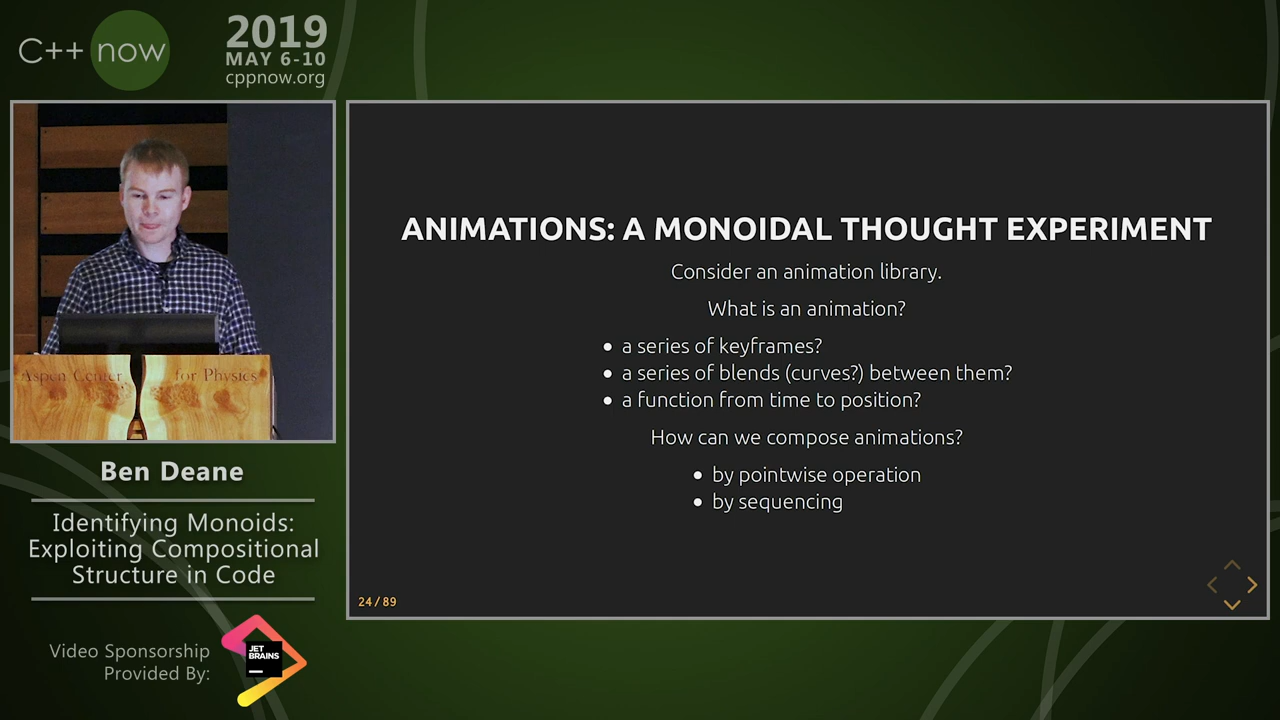 C++ now
2019
MAY 6-10
cppnow.org
Aspen Center for Physics
Ben Deane
Identifying Monoids:
Exploiting Compositional
Structure in Code
Video Sponsorship
Provided By:
JET
BRAINS
ANIMATIONS: A MONOIDAL THOUGHT EXPERIMENT
Consider an animation library.
What is an animation?
• a series of keyframes?
• a series of blends (curves?) between them?
• a function from time to position?
How can we compose animations?
• by pointwise operation
• by sequencing
24/89